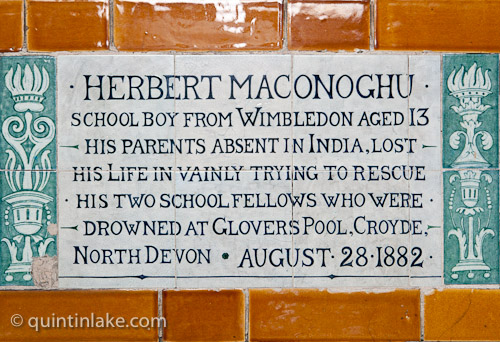 · HERBERT MACONOGHU ·
SCHOOL BOY FROM WIMBLEDON AGED 13
HIS PARENTS ABSENT IN INDIA, LOST
HIS LIFE IN VAINLY TRYING TO RESCUE
· HIS TWO SCHOOL FELLOWS WHO WERE ·
DROWNED AT GLOVERS POOL, CROYDE,
NORTH DEVON • AUGUST · 28 · 1882 ·
© quintinlake.com